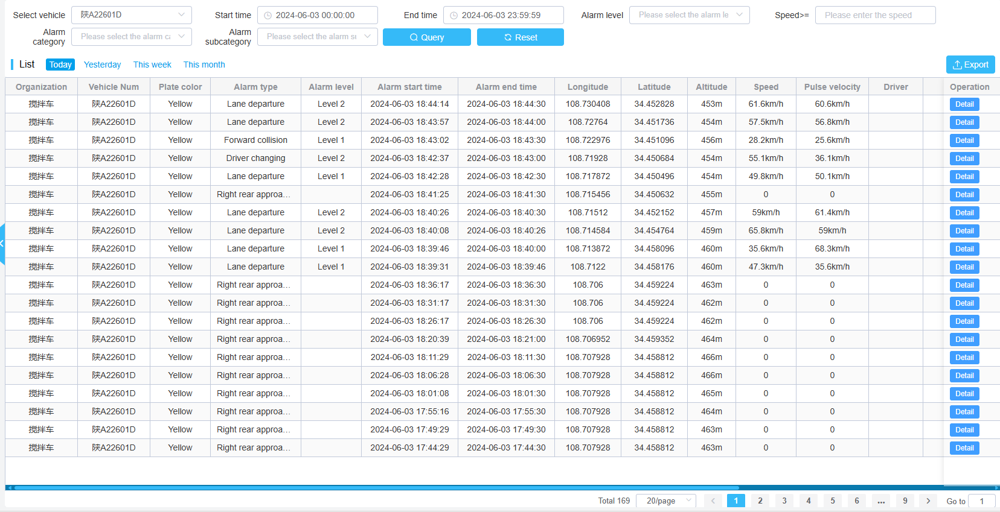 Select vehicle 陕A22601D Start time 2024-06-03 00:00:00 End time 2024-06-03 23:59:59 Alarm level Please select the alarm le Speed>= Please enter the speed
Alarm category Please select the alarm ca Alarm subcategory Please select the alarm su Query Reset
List Today Yesterday This week This month Export
Organization Vehicle Num Plate color Alarm type Alarm level Alarm start time Alarm end time Longitude Latitude Altitude Speed Pulse velocity Driver Operation
搅拌车 陕A22601D Yellow Lane departure Level 2 2024-06-03 18:44:14 2024-06-03 18:44:30 108.730408 34.452828 453m 61.6km/h 60.6km/h Detail
搅拌车 陕A22601D Yellow Lane departure Level 2 2024-06-03 18:43:57 2024-06-03 18:44:00 108.72764 34.451736 454m 57.5km/h 56.8km/h Detail
搅拌车 陕A22601D Yellow Forward collision Level 1 2024-06-03 18:43:02 2024-06-03 18:43:30 108.722976 34.451096 456m 28.2km/h 25.6km/h Detail
搅拌车 陕A22601D Yellow Driver changing Level 2 2024-06-03 18:42:37 2024-06-03 18:43:00 108.71928 34.450684 454m 55.1km/h 36.1km/h Detail
搅拌车 陕A22601D Yellow Lane departure Level 1 2024-06-03 18:42:28 2024-06-03 18:42:30 108.717872 34.450496 454m 49.8km/h 50.1km/h Detail
搅拌车 陕A22601D Yellow Right rear approa… 2024-06-03 18:41:25 2024-06-03 18:41:30 108.715456 34.450632 455m 0 0 Detail
搅拌车 陕A22601D Yellow Lane departure Level 2 2024-06-03 18:40:26 2024-06-03 18:40:30 108.71512 34.452152 457m 59km/h 61.4km/h Detail
搅拌车 陕A22601D Yellow Lane departure Level 2 2024-06-03 18:40:08 2024-06-03 18:40:26 108.714584 34.454764 459m 65.8km/h 59km/h Detail
搅拌车 陕A22601D Yellow Lane departure Level 1 2024-06-03 18:39:46 2024-06-03 18:40:00 108.713872 34.458096 460m 35.6km/h 68.3km/h Detail
搅拌车 陕A22601D Yellow Lane departure Level 1 2024-06-03 18:39:31 2024-06-03 18:39:46 108.7122 34.458176 460m 47.3km/h 35.6km/h Detail
搅拌车 陕A22601D Yellow Right rear approa… 2024-06-03 18:36:17 2024-06-03 18:36:30 108.706 34.459224 463m 0 0 Detail
搅拌车 陕A22601D Yellow Right rear approa… 2024-06-03 18:31:17 2024-06-03 18:31:30 108.706 34.459224 462m 0 0 Detail
搅拌车 陕A22601D Yellow Right rear approa… 2024-06-03 18:26:17 2024-06-03 18:26:30 108.706 34.459224 462m 0 0 Detail
搅拌车 陕A22601D Yellow Right rear approa… 2024-06-03 18:20:39 2024-06-03 18:21:00 108.706952 34.459352 464m 0 0 Detail
搅拌车 陕A22601D Yellow Right rear approa… 2024-06-03 18:11:29 2024-06-03 18:11:30 108.707928 34.458812 466m 0 0 Detail
搅拌车 陕A22601D Yellow Right rear approa… 2024-06-03 18:06:28 2024-06-03 18:06:30 108.707928 34.458812 466m 0 0 Detail
搅拌车 陕A22601D Yellow Right rear approa… 2024-06-03 18:01:08 2024-06-03 18:01:30 108.707928 34.458812 465m 0 0 Detail
搅拌车 陕A22601D Yellow Right rear approa… 2024-06-03 17:55:16 2024-06-03 17:55:30 108.707928 34.458812 464m 0 0 Detail
搅拌车 陕A22601D Yellow Right rear approa… 2024-06-03 17:49:29 2024-06-03 17:49:30 108.707928 34.458812 463m 0 0 Detail
搅拌车 陕A22601D Yellow Right rear approa… 2024-06-03 17:44:29 2024-06-03 17:44:30 108.707928 34.458812 463m 0 0 Detail
Total 169 20/page 1 2 3 4 5 6 ... 9 Go to 1